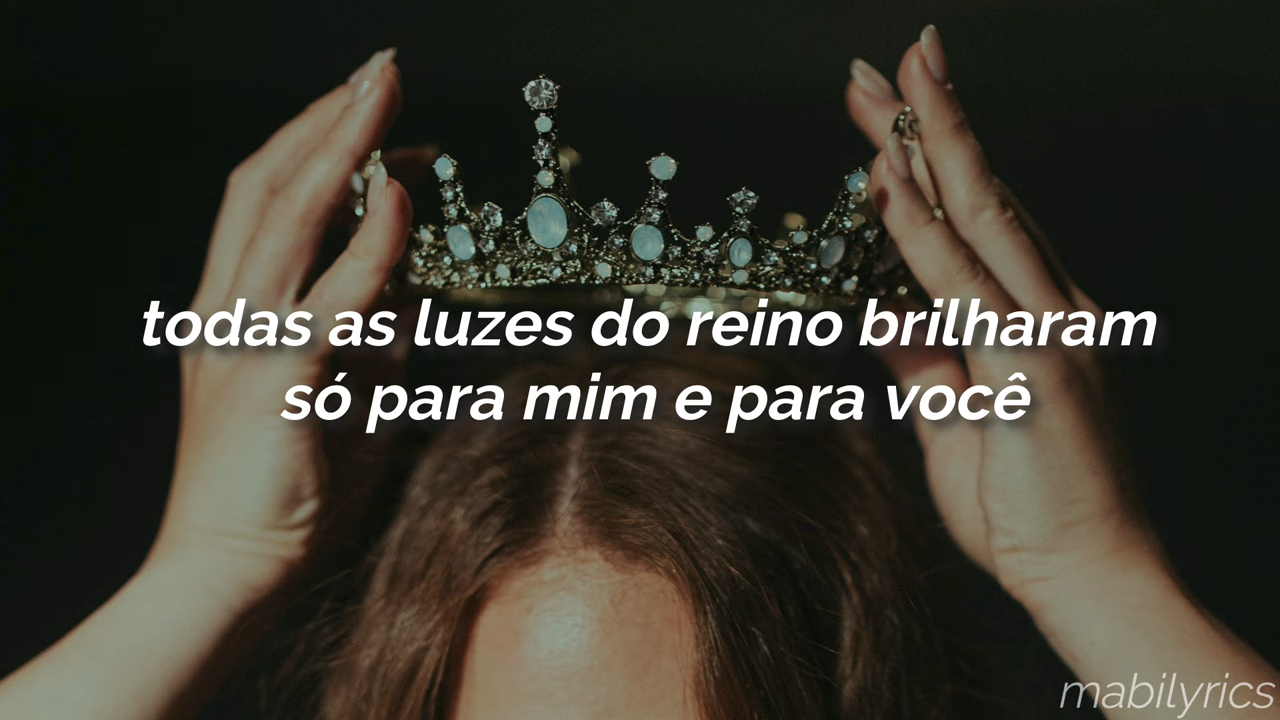 todas as luzes do reino brilharam
só para mim e para você
mabilyrics